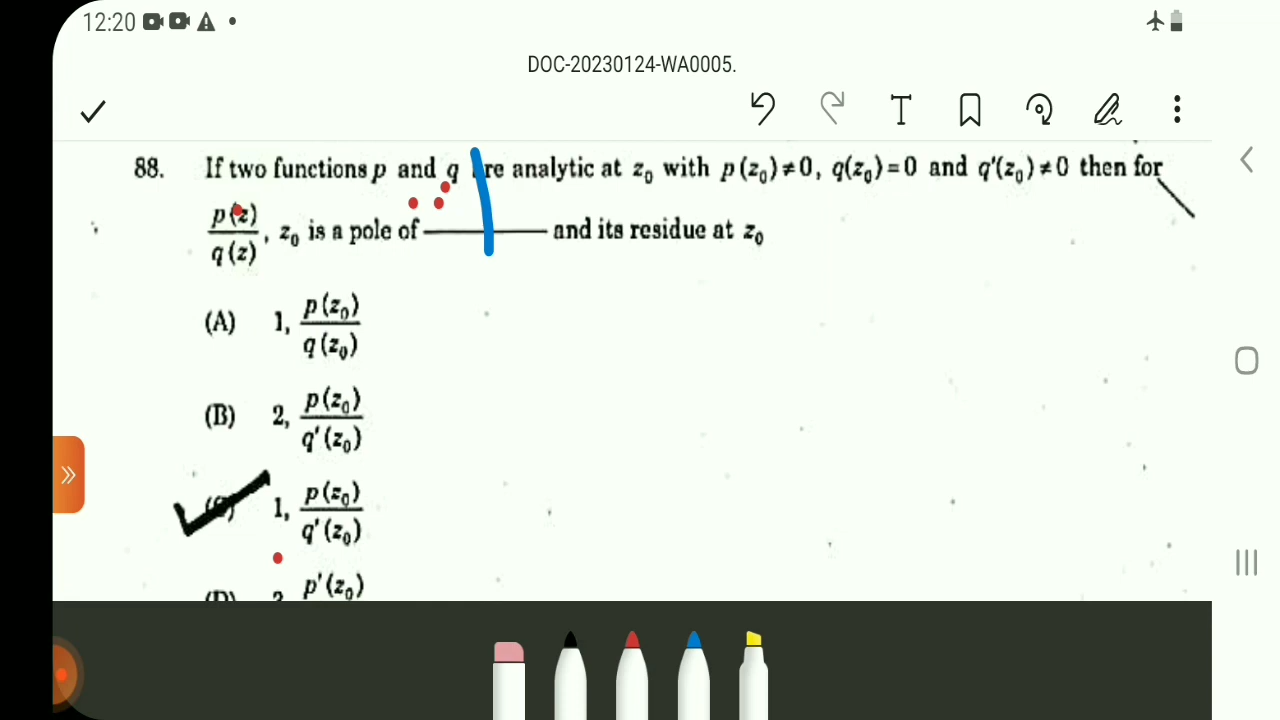 12:20
DOC-20230124-WA0005.
T
88. If two functions p and q are analytic at z₀ with p(z₀)≠0, q(z₀)=0 and q′(z₀)≠0 then for
p(z)/q(z), z₀ is a pole of ______ and its residue at z₀
(A) 1, p(z₀)/q(z₀)
(B) 2, p(z₀)/q′(z₀)
(C) 1, p(z₀)/q′(z₀)
(D) 2 p′(z₀)